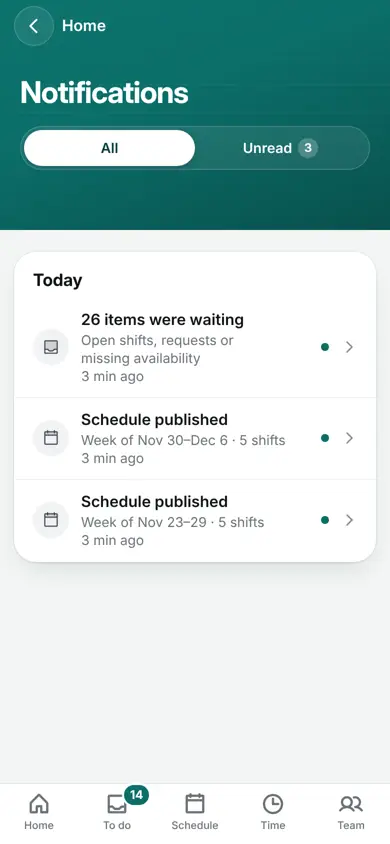 Home
Notifications
All
Unread 3
Today
26 items were waiting
Open shifts, requests or
missing availability
3 min ago
Schedule published
Week of Nov 30–Dec 6 · 5 shifts
3 min ago
Schedule published
Week of Nov 23–29 · 5 shifts
3 min ago
14
Home
To do
Schedule
Time
Team